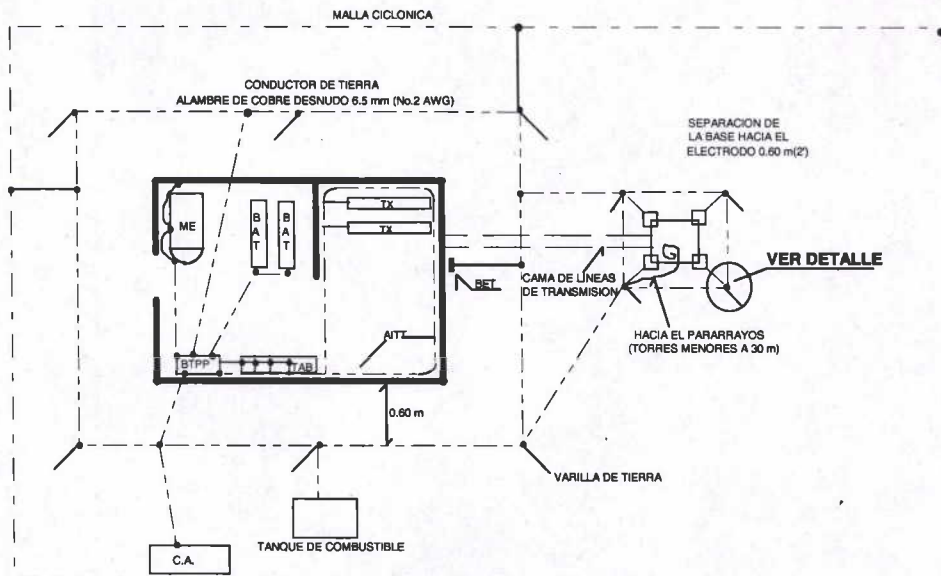 MALLA CICLONICA
CONDUCTOR DE TIERRA
ALAMBRE DE COBRE DESNUDO 6.5 mm (No.2 AWG)
SEPARACION DE
LA BASE HACIA EL
ELECTRODO 0.60 m(2')
ME
BAT
BAT
TX
TX
VER DETALLE
CAMA DE LINEAS
DE TRANSMISION
BET
HACIA EL PARARRAYOS
(TORRES MENORES A 30 m)
AITT
BTPP
TAB
0.60 m
VARILLA DE TIERRA
TANQUE DE COMBUSTIBLE
C.A.